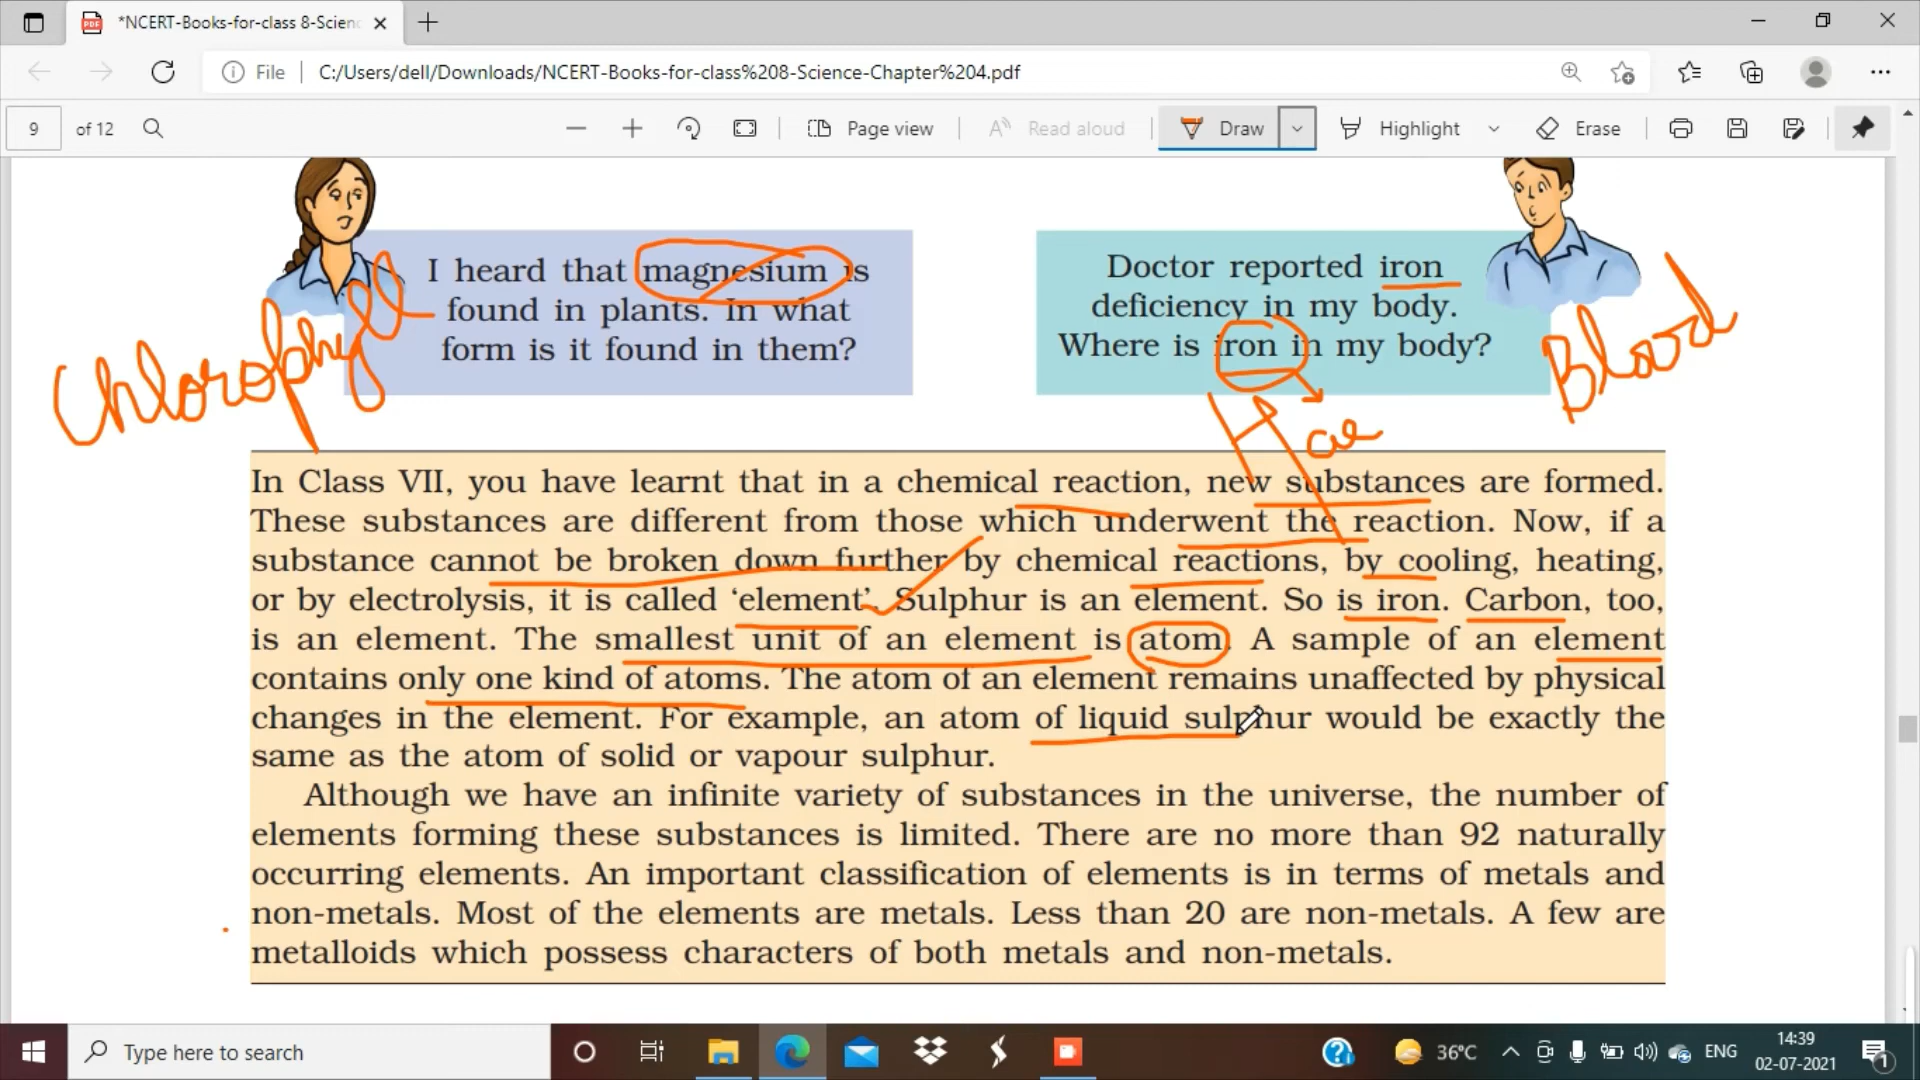 *NCERT-Books-for-class 8-Scien
File
C:/Users/dell/Downloads/NCERT-Books-for-class%208-Science-Chapter%204.pdf
9 of 12
Page view
Read aloud
Draw
Highlight
Erase
I heard that magnesium is
found in plants. In what
form is it found in them?
Chlorophyll
Doctor reported iron
deficiency in my body.
Where is iron in my body?
Blood
Hae
In Class VII, you have learnt that in a chemical reaction, new substances are formed.
These substances are different from those which underwent the reaction. Now, if a
substance cannot be broken down further by chemical reactions, by cooling, heating,
or by electrolysis, it is called ‘element’. Sulphur is an element. So is iron. Carbon, too,
is an element. The smallest unit of an element is atom. A sample of an element
contains only one kind of atoms. The atom of an element remains unaffected by physical
changes in the element. For example, an atom of liquid sulphur would be exactly the
same as the atom of solid or vapour sulphur.
Although we have an infinite variety of substances in the universe, the number of
elements forming these substances is limited. There are no more than 92 naturally
occurring elements. An important classification of elements is in terms of metals and
non-metals. Most of the elements are metals. Less than 20 are non-metals. A few are
metalloids which possess characters of both metals and non-metals.
Type here to search
36°C
ENG
14:39
02-07-2021
1